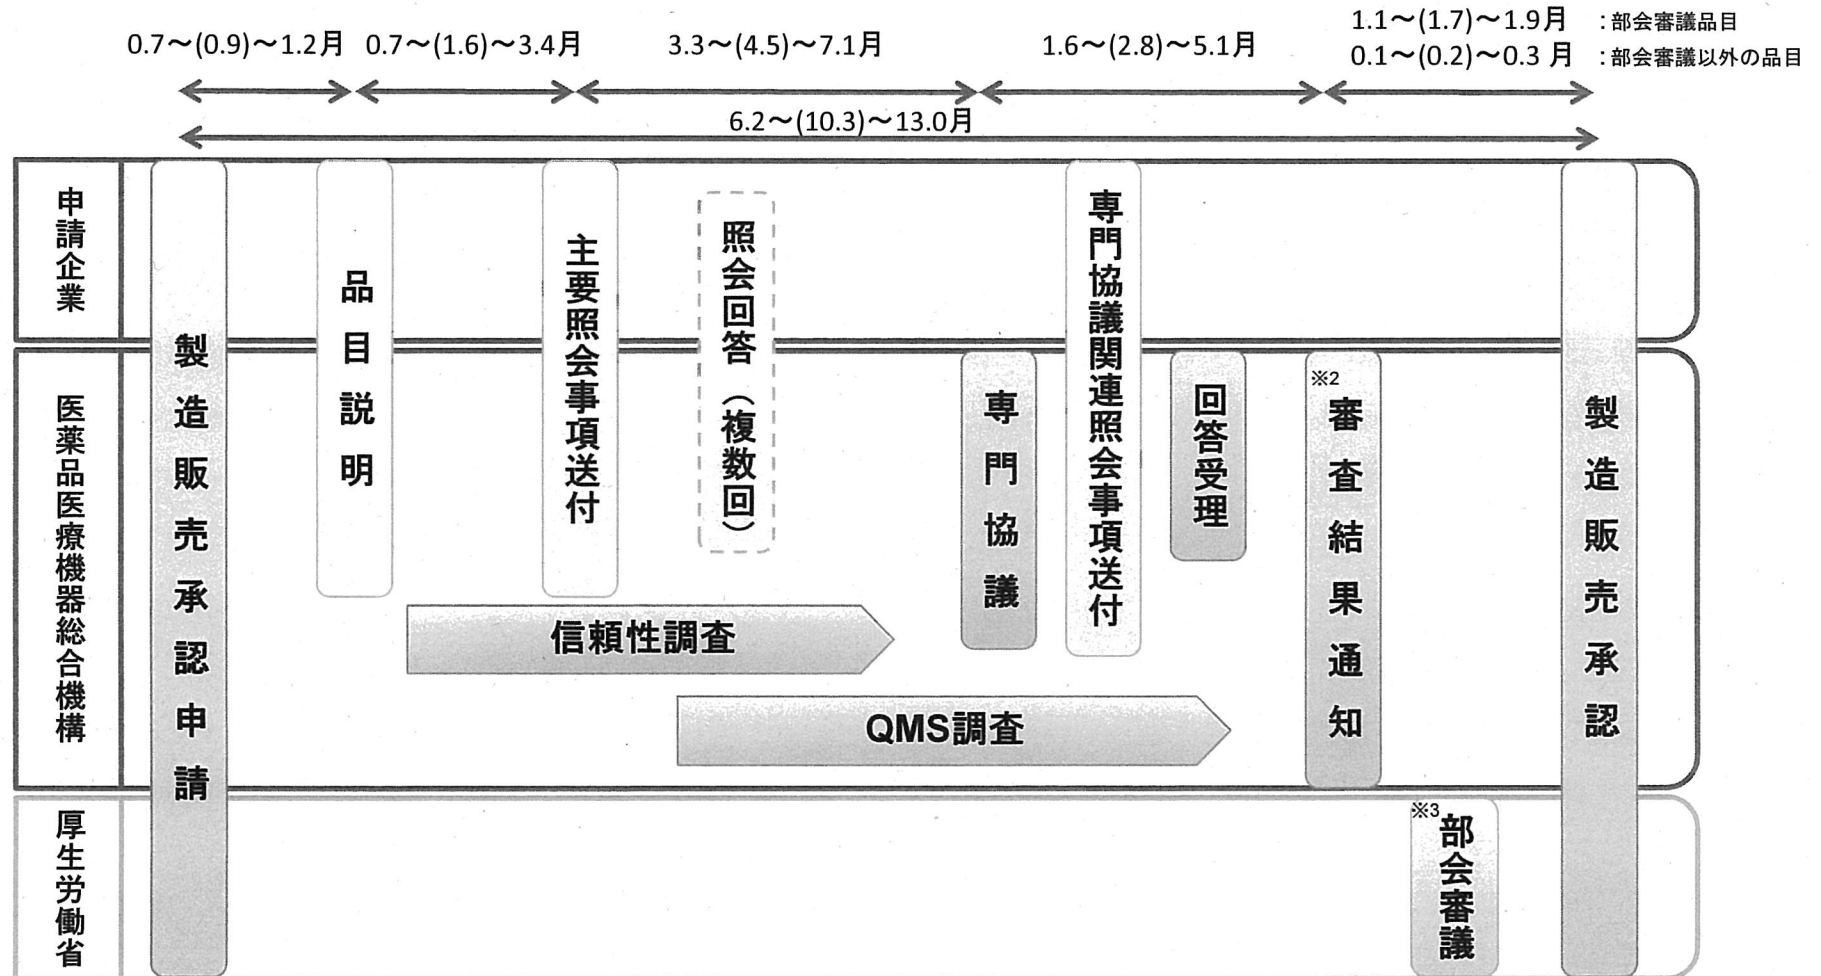 1.1～(1.7)～1.9月 ：部会審議品目
0.7～(0.9)～1.2月 0.7～(1.6)～3.4月 3.3～(4.5)～7.1月 1.6～(2.8)～5.1月 0.1～(0.2)～0.3 月 ：部会審議以外の品目
6.2～(10.3)～13.0月
申請企業
医薬品医療機器総合機構
厚生労働省
製造販売承認申請
品目説明
主要照会事項送付
照会回答（複数回）
信頼性調査
QMS調査
専門協議
専門協議関連照会事項送付
回答受理
※2
審査結果通知
※3
部会審議
製造販売承認